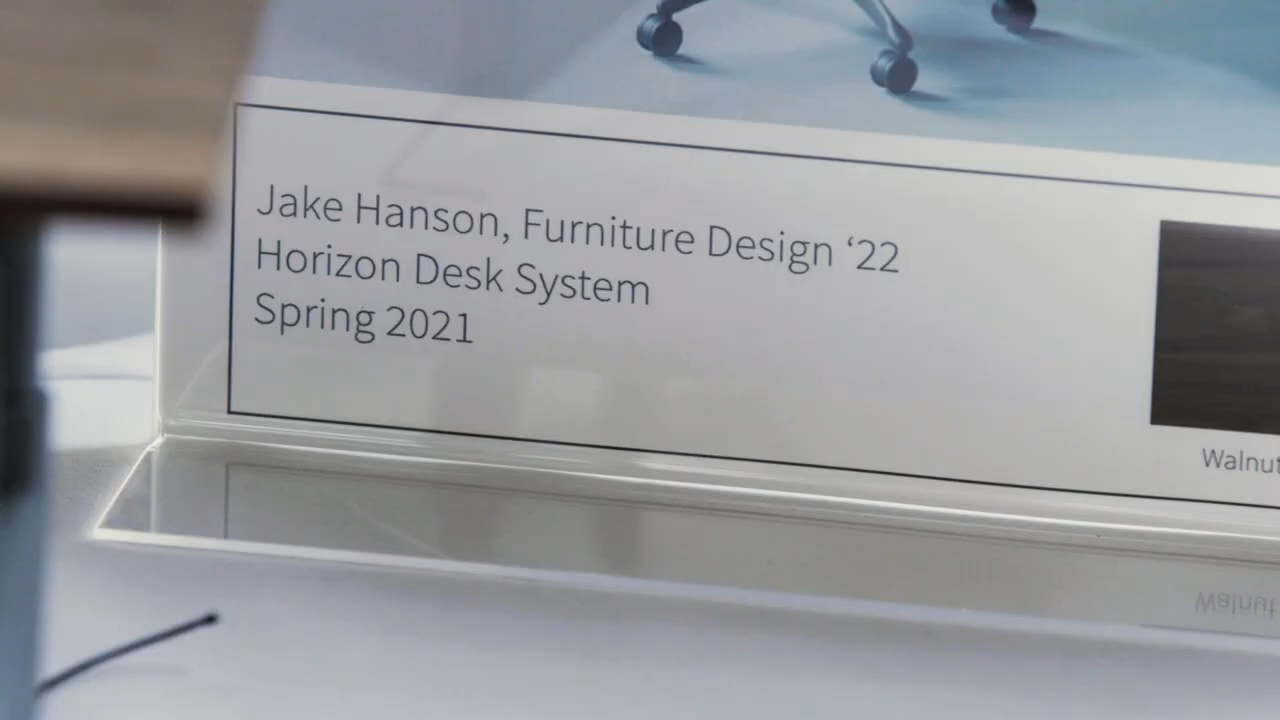 Jake Hanson, Furniture Design ‘22
Horizon Desk System
Spring 2021
Walnut